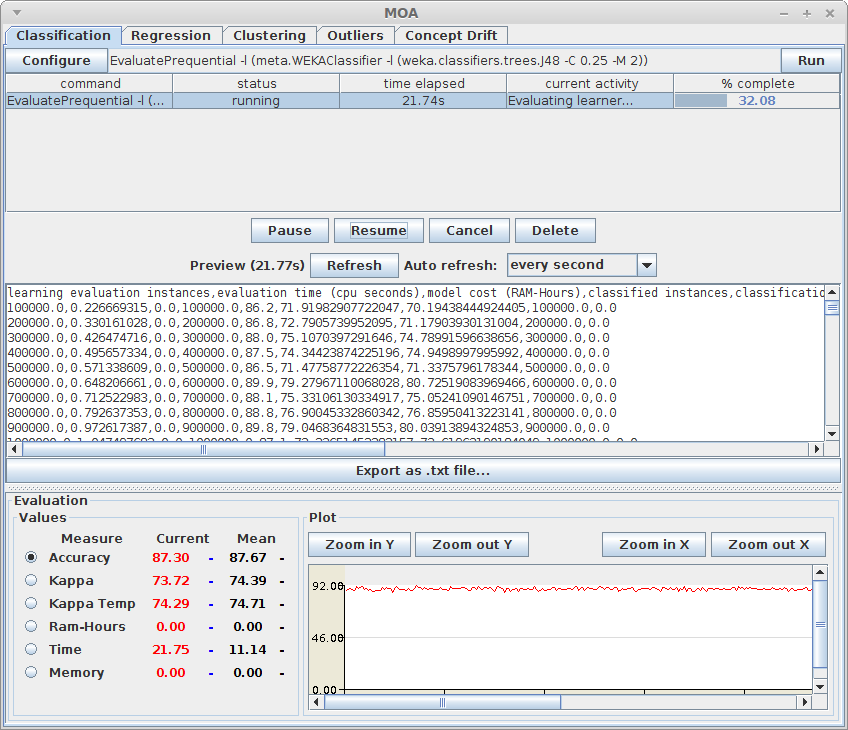 MOA
Classification Regression Clustering Outliers Concept Drift
Configure EvaluatePrequential -l (meta.WEKAClassifier -l (weka.classifiers.trees.J48 -C 0.25 -M 2)) Run
command status time elapsed current activity % complete
EvaluatePrequential -l (... running 21.74s Evaluating learner... 32.08
Pause Resume Cancel Delete
Preview (21.77s) Refresh Auto refresh: every second
learning evaluation instances,evaluation time (cpu seconds),model cost (RAM-Hours),classified instances,classificatio
100000.0,0.226669315,0.0,100000.0,86.2,71.91982907722047,70.19438444924405,100000.0,0.0
200000.0,0.330161028,0.0,200000.0,86.8,72.7905739952095,71.17903930131004,200000.0,0.0
300000.0,0.426474716,0.0,300000.0,88.0,75.1070397291646,74.78991596638656,300000.0,0.0
400000.0,0.495657334,0.0,400000.0,87.5,74.34423874225196,74.9498997995992,400000.0,0.0
500000.0,0.571338609,0.0,500000.0,86.5,71.47758772226356,71.3375796178344,500000.0,0.0
600000.0,0.648206661,0.0,600000.0,89.9,79.27967110068028,80.72519083969466,600000.0,0.0
700000.0,0.712522983,0.0,700000.0,88.1,75.33106130334917,75.05241090146751,700000.0,0.0
800000.0,0.792637353,0.0,800000.0,88.8,76.90045332860342,76.85950413223141,800000.0,0.0
900000.0,0.972617387,0.0,900000.0,89.8,79.0468364831553,80.03913894324853,900000.0,0.0
Export as .txt file...
Evaluation
Values Plot
Measure Current Mean
Zoom in Y Zoom out Y Zoom in X Zoom out X
Accuracy 87.30 - 87.67 -
Kappa 73.72 - 74.39 -
Kappa Temp 74.29 - 74.71 -
Ram-Hours 0.00 - 0.00 -
Time 21.75 - 11.14 -
Memory 0.00 - 0.00 -
92.00
46.00
0.00